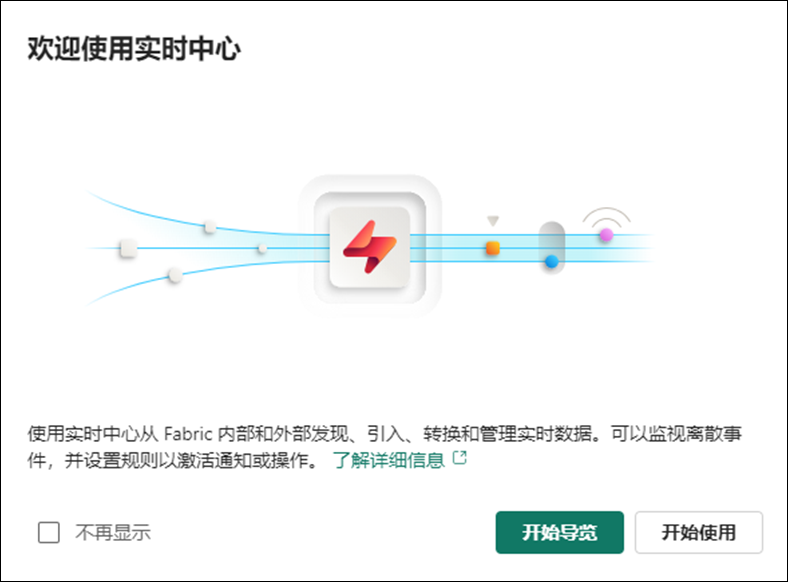 欢迎使用实时中心
使用实时中心从 Fabric 内部和外部发现、引入、转换和管理实时数据。可以监视离散事
件，并设置规则以激活通知或操作。 了解详细信息
不再显示
开始导览
开始使用